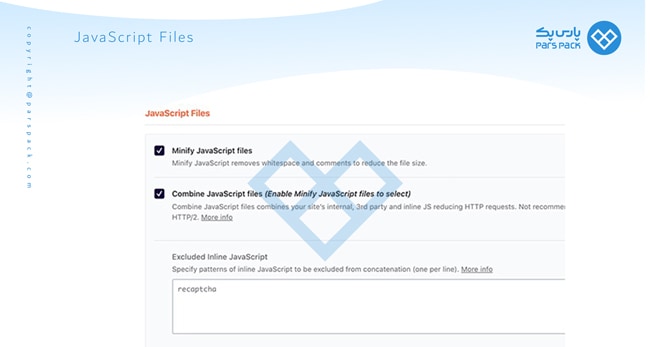 JavaScript Files
پارس پک
PARS PACK
copyright@parspack.com
JavaScript Files
Minify JavaScript files
Minify JavaScript removes whitespace and comments to reduce the file size.
Combine JavaScript files (Enable Minify JavaScript files to select)
Combine JavaScript files combines your site's internal, 3rd party and inline JS reducing HTTP requests. Not recomme
HTTP/2. More info
Excluded Inline JavaScript
Specify patterns of inline JavaScript to be excluded from concatenation (one per line). More info
recaptcha